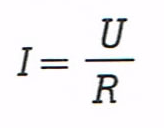 I = U/R